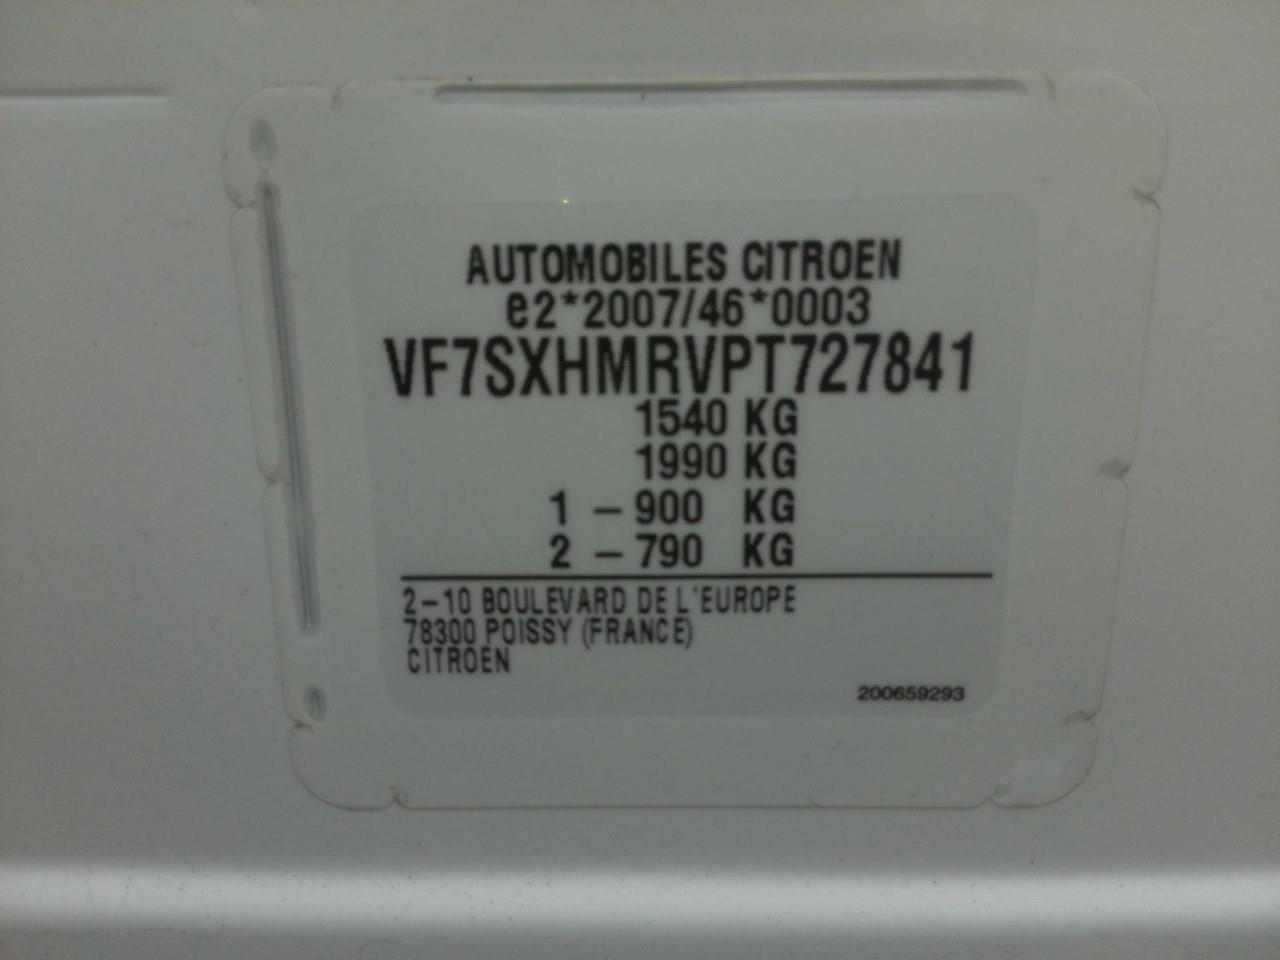 AUTOMOBILES CITROEN
e2*2007/46*0003
VF7SXHMRVPT727841
1540 KG
1990 KG
1 – 900 KG
2 – 790 KG
2–10 BOULEVARD DE L'EUROPE
78300 POISSY (FRANCE)
CITROEN
200659293